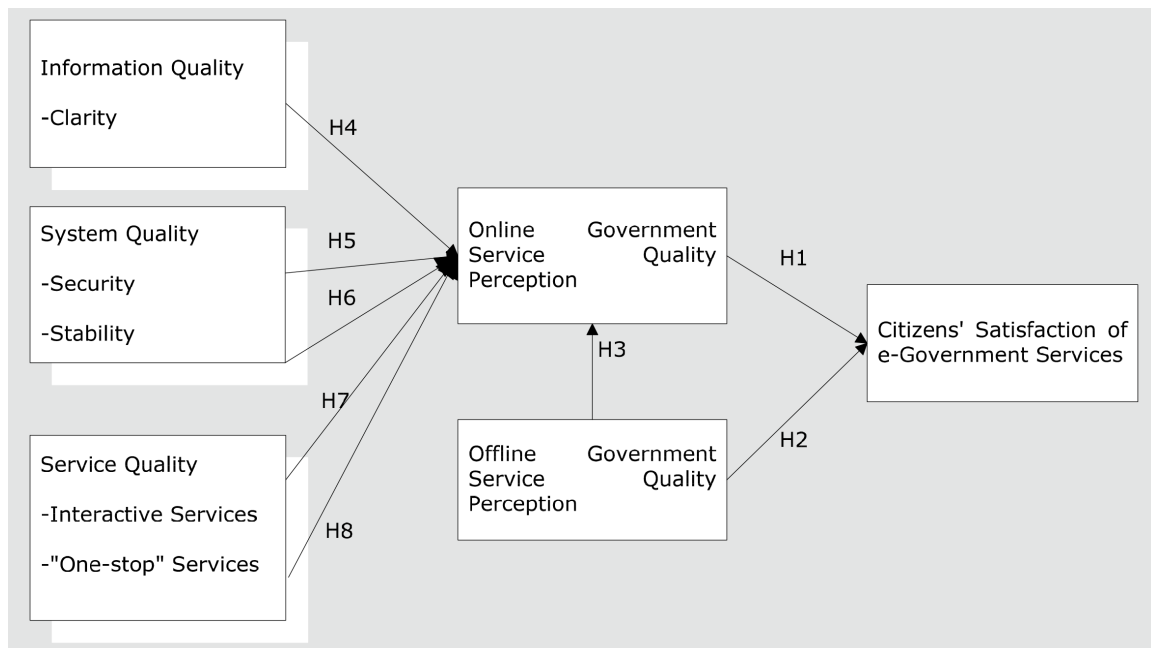 Information Quality
-Clarity
H4
System Quality
-Security
-Stability
H5
H6
H7
Service Quality
-Interactive Services
-"One-stop" Services
H8
Online Government
Service Quality
Perception
H3
Offline Government
Service Quality
Perception
H1
H2
Citizens' Satisfaction of
e-Government Services